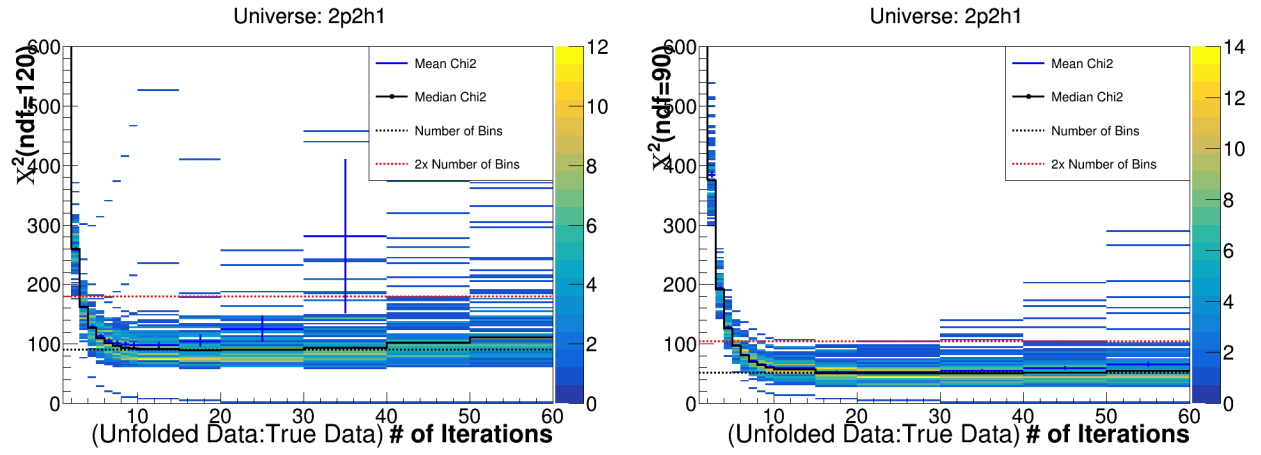 Universe: 2p2h1
Χ²(ndf=120)
600
500
400
300
200
100
0
Mean Chi2
Median Chi2
Number of Bins
2x Number of Bins
12
10
8
6
4
2
0
10 20 30 40 50 60
(Unfolded Data:True Data) # of Iterations
Universe: 2p2h1
Χ²(ndf=90)
600
500
400
300
200
100
0
Mean Chi2
Median Chi2
Number of Bins
2x Number of Bins
14
12
10
8
6
4
2
0
10 20 30 40 50 60
(Unfolded Data:True Data) # of Iterations